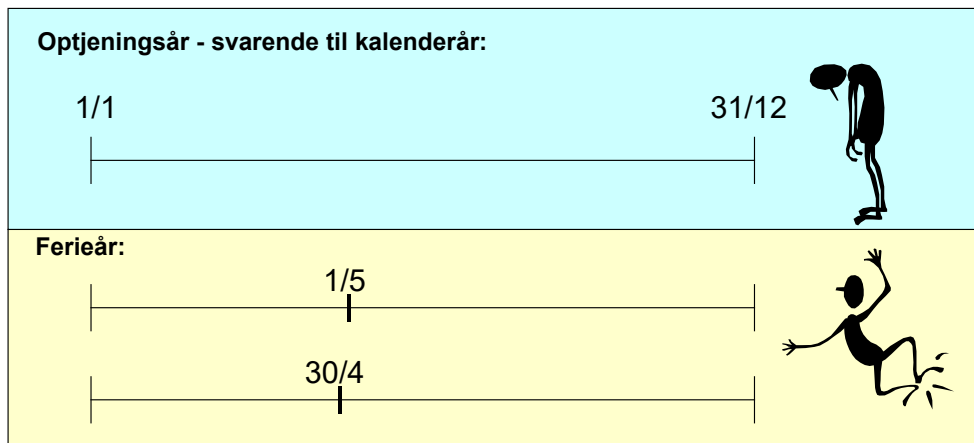 Optjeningsår - svarende til kalenderår:
1/1
31/12
Ferieår:
1/5
30/4